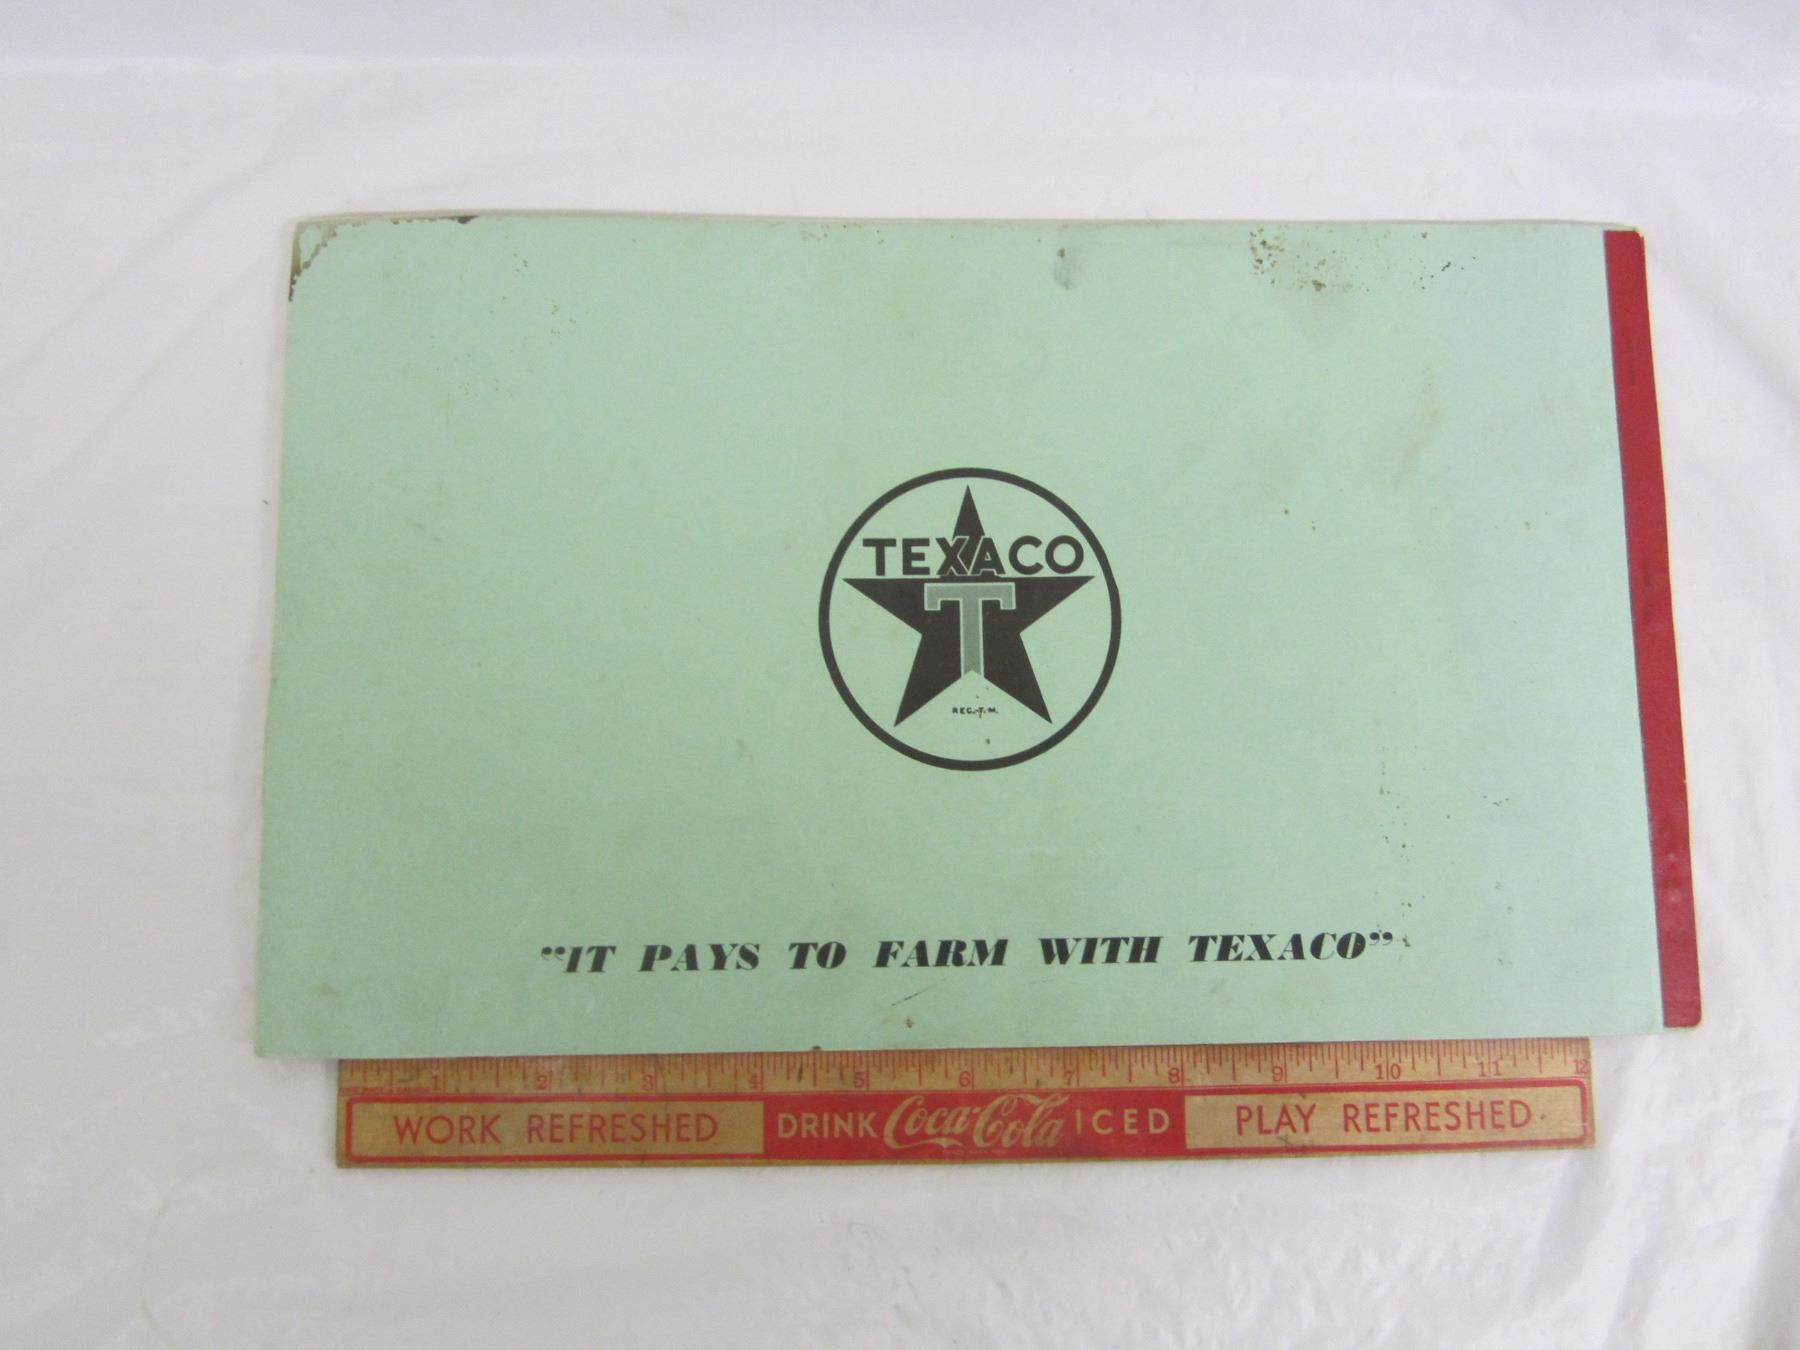 TEXACO
T
REG. T. M.
"IT PAYS TO FARM WITH TEXACO"
1 2 3 4 5 6 7 8 9 10 11 12
WORK REFRESHED DRINK Coca-Cola ICED PLAY REFRESHED